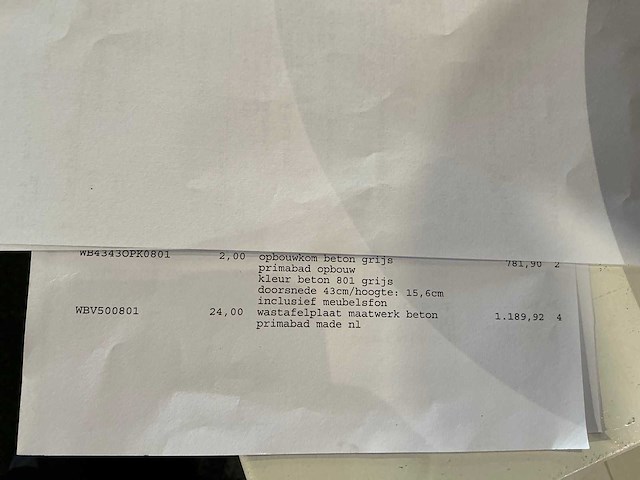 WB4343OPK0801 2,00 opbouwkom beton grijs 781,90 2
primabad opbouw
kleur beton 801 grijs
doorsnede 43cm/hoogte: 15,6cm
inclusief meubelsfon
WBV500801 24,00 wastafelplaat maatwerk beton 1.189,92 4
primabad made nl